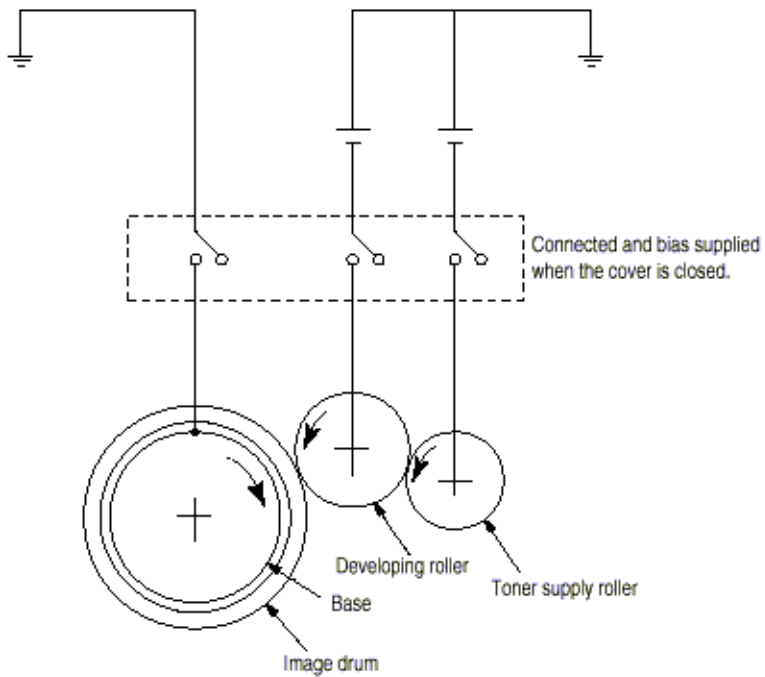 Connected and bias supplied
when the cover is closed.
Developing roller
Toner supply roller
Base
Image drum